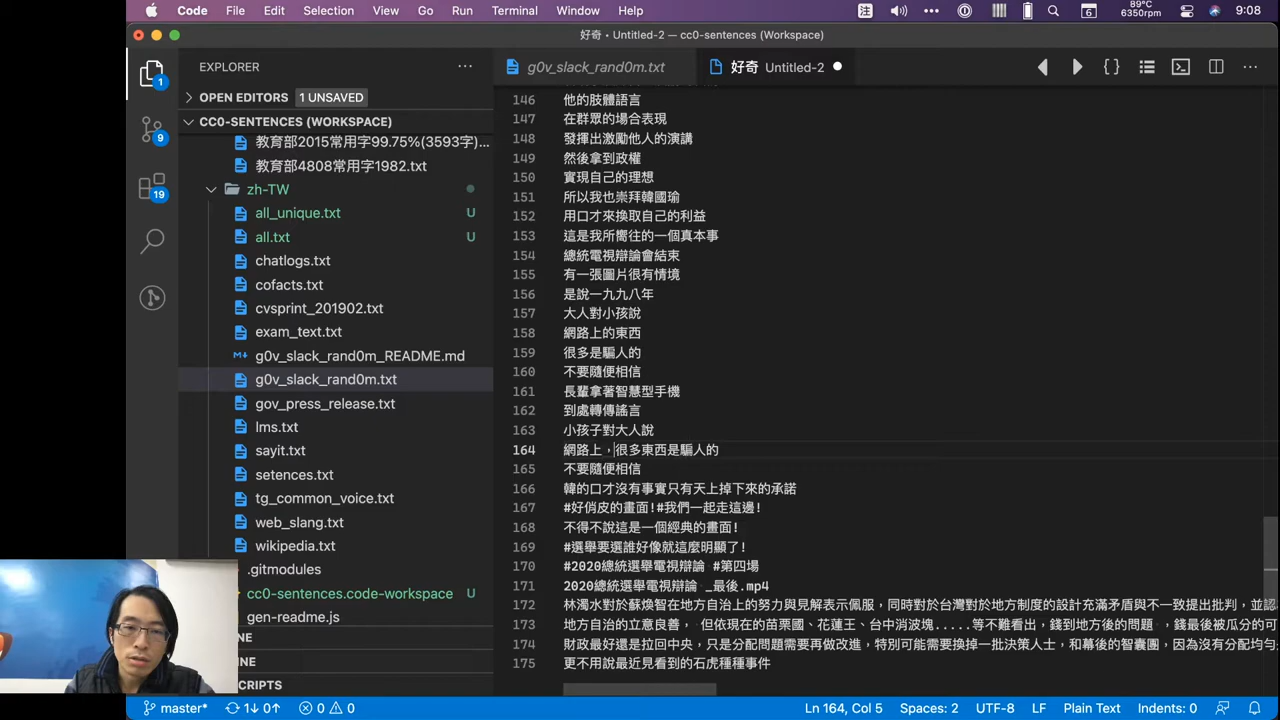 Code File Edit Selection View Go Run Terminal Window Help 注 6 89°C 6350rpm 9:08
好奇 • Untitled-2 — cc0-sentences (Workspace)
EXPLORER
g0v_slack_rand0m.txt
好奇 Untitled-2
OPEN EDITORS 1 UNSAVED
CC0-SENTENCES (WORKSPACE)
教育部2015常用字99.75%(3593字)...
教育部4808常用字1982.txt
zh-TW
all_unique.txt U
all.txt U
chatlogs.txt
cofacts.txt
cvsprint_201902.txt
exam_text.txt
g0v_slack_rand0m_README.md
g0v_slack_rand0m.txt
gov_press_release.txt
lms.txt
sayit.txt
setences.txt
tg_common_voice.txt
web_slang.txt
wikipedia.txt
.gitmodules
cc0-sentences.code-workspace U
gen-readme.js
NE
INE
CRIPTS
1
9
19
146 他的肢體語言
147 在群眾的場合表現
148 發揮出激勵他人的演講
149 然後拿到政權
150 實現自己的理想
151 所以我也崇拜韓國瑜
152 用口才來換取自己的利益
153 這是我所嚮往的一個真本事
154 總統電視辯論會結束
155 有一張圖片很有情境
156 是說一九九八年
157 大人對小孩說
158 網路上的東西
159 很多是騙人的
160 不要隨便相信
161 長輩拿著智慧型手機
162 到處轉傳謠言
163 小孩子對大人說
164 網路上，很多東西是騙人的
165 不要隨便相信
166 韓的口才沒有事實只有天上掉下來的承諾
167 #好俏皮的畫面!#我們一起走這邊!
168 不得不說這是一個經典的畫面!
169 #選舉要選誰好像就這麼明顯了!
170 #2020總統選舉電視辯論 #第四場
171 2020總統選舉電視辯論 _最後.mp4
172 林濁水對於蘇煥智在地方自治上的努力與見解表示佩服，同時對於台灣對於地方制度的設計充滿矛盾與不一致提出批判，並認
173 地方自治的立意良善， 但依現在的苗栗國、花蓮王、台中消波塊.....等不難看出，錢到地方後的問題 ，錢最後被瓜分的可
174 財政最好還是拉回中央，只是分配問題需要再做改進，特別可能需要換掉一批決策人士，和幕後的智囊團，因為沒有分配均勻
175 更不用說最近見看到的石虎種種事件
master* 1↓ 0↑ 0 0 Ln 164, Col 5 Spaces: 2 UTF-8 LF Plain Text Indents: 0